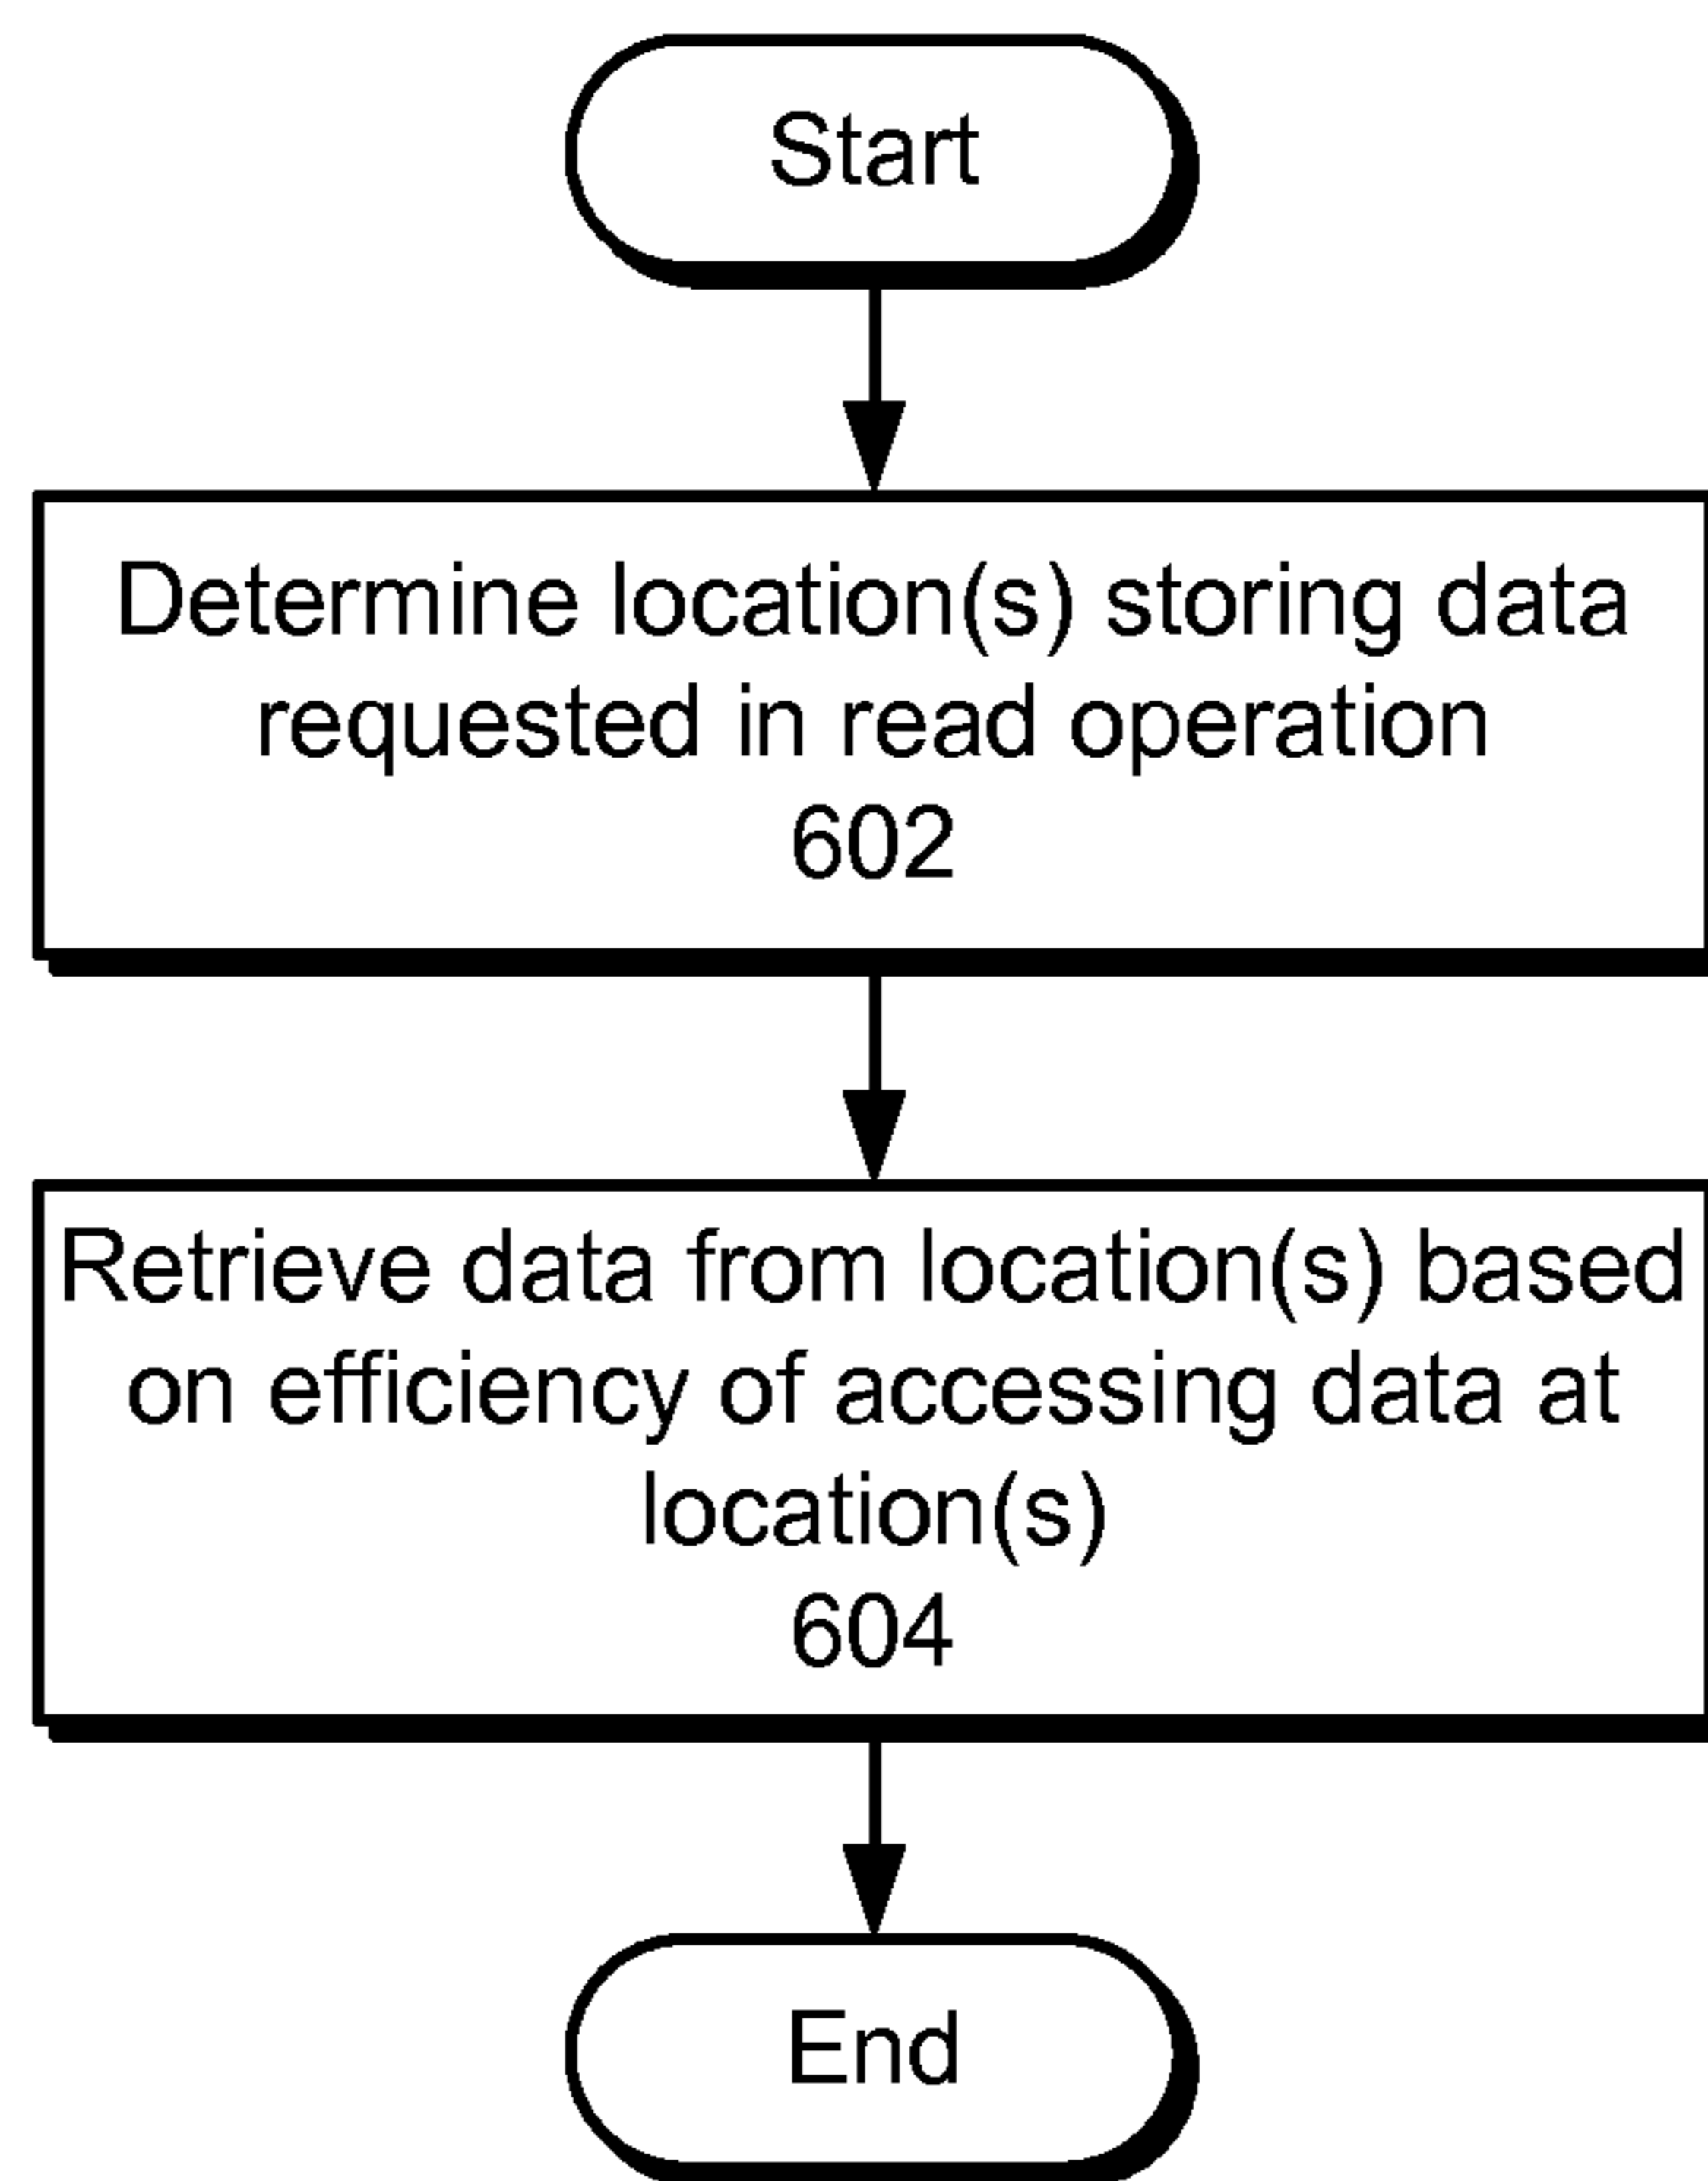 Start
Determine location(s) storing data
requested in read operation
602
Retrieve data from location(s) based
on efficiency of accessing data at
location(s)
604
End